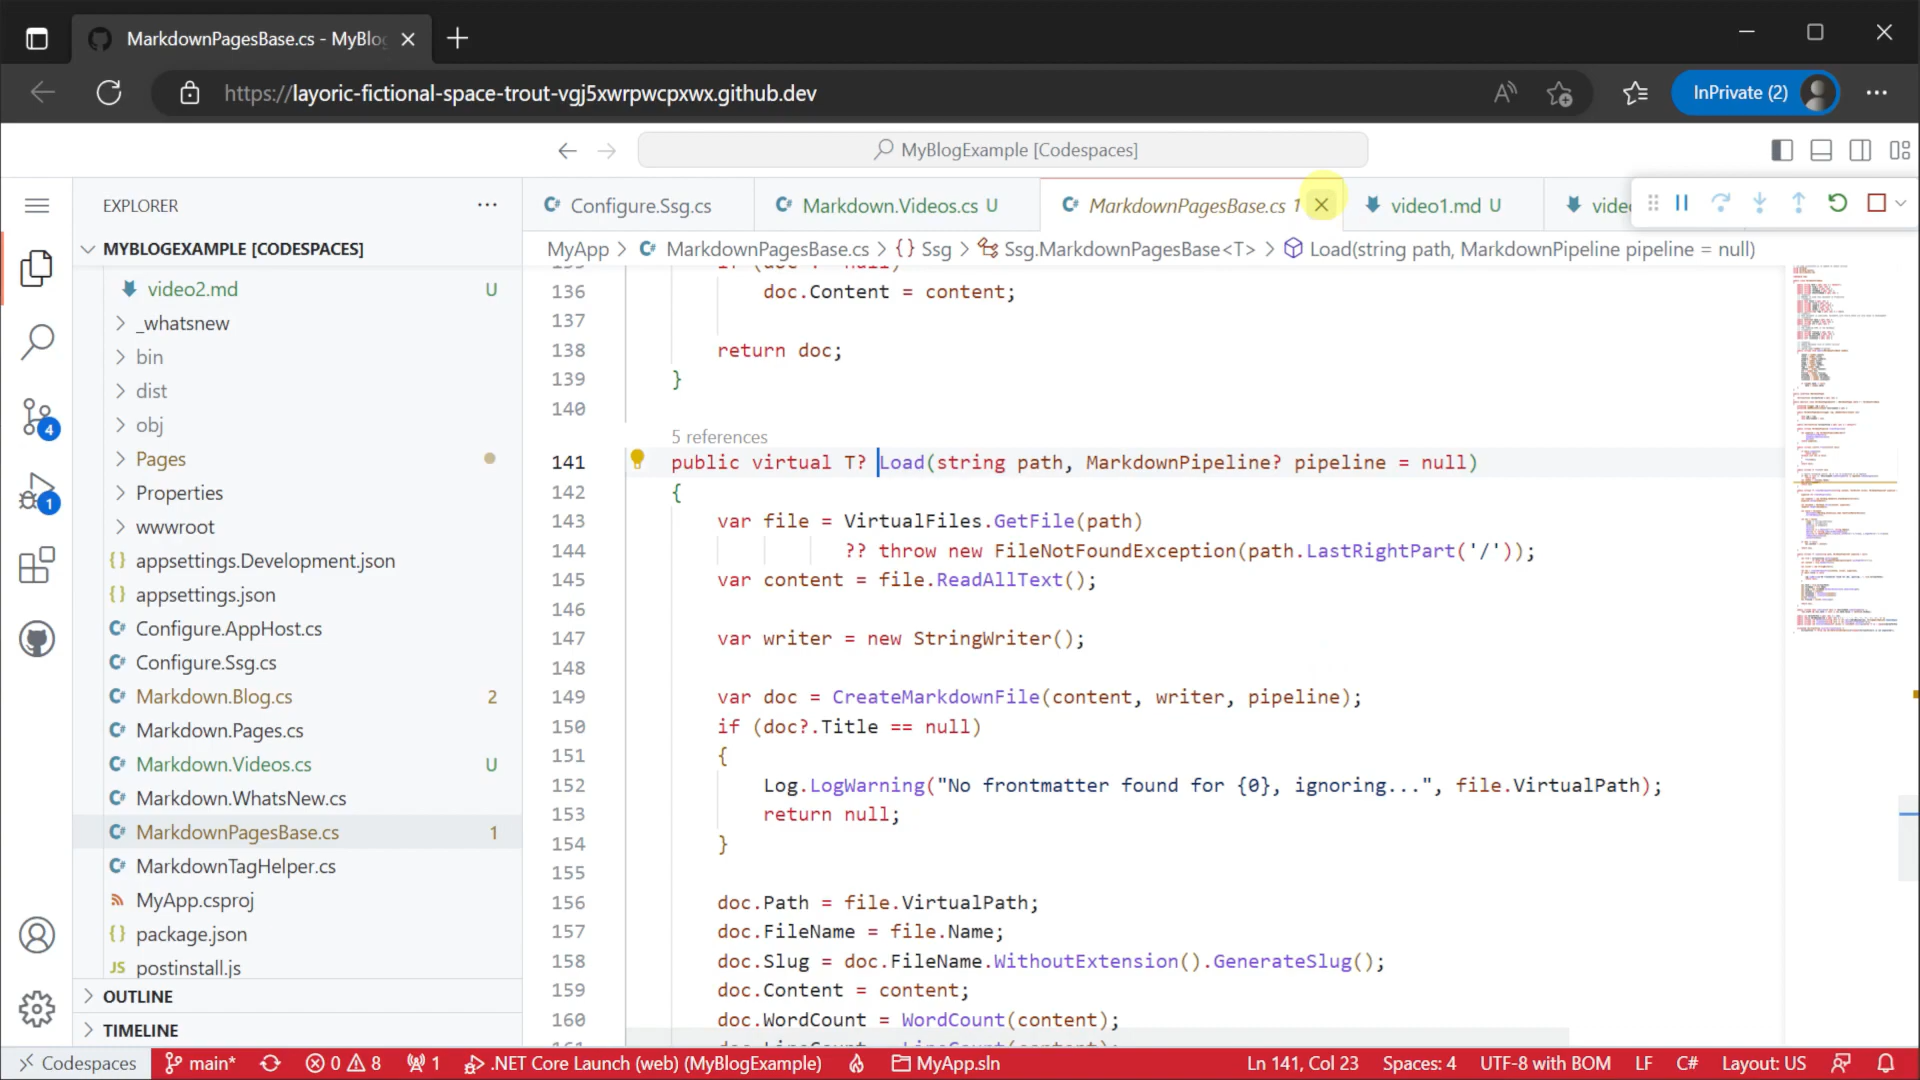 MarkdownPagesBase.cs - MyBlog
https://layoric-fictional-space-trout-vgj5xwrpwcpxwx.github.dev
InPrivate (2)
MyBlogExample [Codespaces]
EXPLORER
Configure.Ssg.cs
Markdown.Videos.cs U
MarkdownPagesBase.cs 1
video1.md U
MYBLOGEXAMPLE [CODESPACES]
MyApp > MarkdownPagesBase.cs > {} Ssg > Ssg.MarkdownPagesBase<T> > Load(string path, MarkdownPipeline pipeline = null)
video2.md U
_whatsnew
bin
dist
obj
Pages
Properties
wwwroot
{} appsettings.Development.json
{} appsettings.json
C# Configure.AppHost.cs
C# Configure.Ssg.cs
C# Markdown.Blog.cs 2
C# Markdown.Pages.cs
C# Markdown.Videos.cs U
C# Markdown.WhatsNew.cs
C# MarkdownPagesBase.cs 1
C# MarkdownTagHelper.cs
MyApp.csproj
{} package.json
JS postinstall.js
OUTLINE
TIMELINE
4
1
136 doc.Content = content;
137
138 return doc;
139 }
140
5 references
141 public virtual T? Load(string path, MarkdownPipeline? pipeline = null)
142 {
143 var file = VirtualFiles.GetFile(path)
144 ?? throw new FileNotFoundException(path.LastRightPart('/'));
145 var content = file.ReadAllText();
146
147 var writer = new StringWriter();
148
149 var doc = CreateMarkdownFile(content, writer, pipeline);
150 if (doc?.Title == null)
151 {
152 Log.LogWarning("No frontmatter found for {0}, ignoring...", file.VirtualPath);
153 return null;
154 }
155
156 doc.Path = file.VirtualPath;
157 doc.FileName = file.Name;
158 doc.Slug = doc.FileName.WithoutExtension().GenerateSlug();
159 doc.Content = content;
160 doc.WordCount = WordCount(content);
Codespaces main* 0 8 1 .NET Core Launch (web) (MyBlogExample) MyApp.sln Ln 141, Col 23 Spaces: 4 UTF-8 with BOM LF C# Layout: US